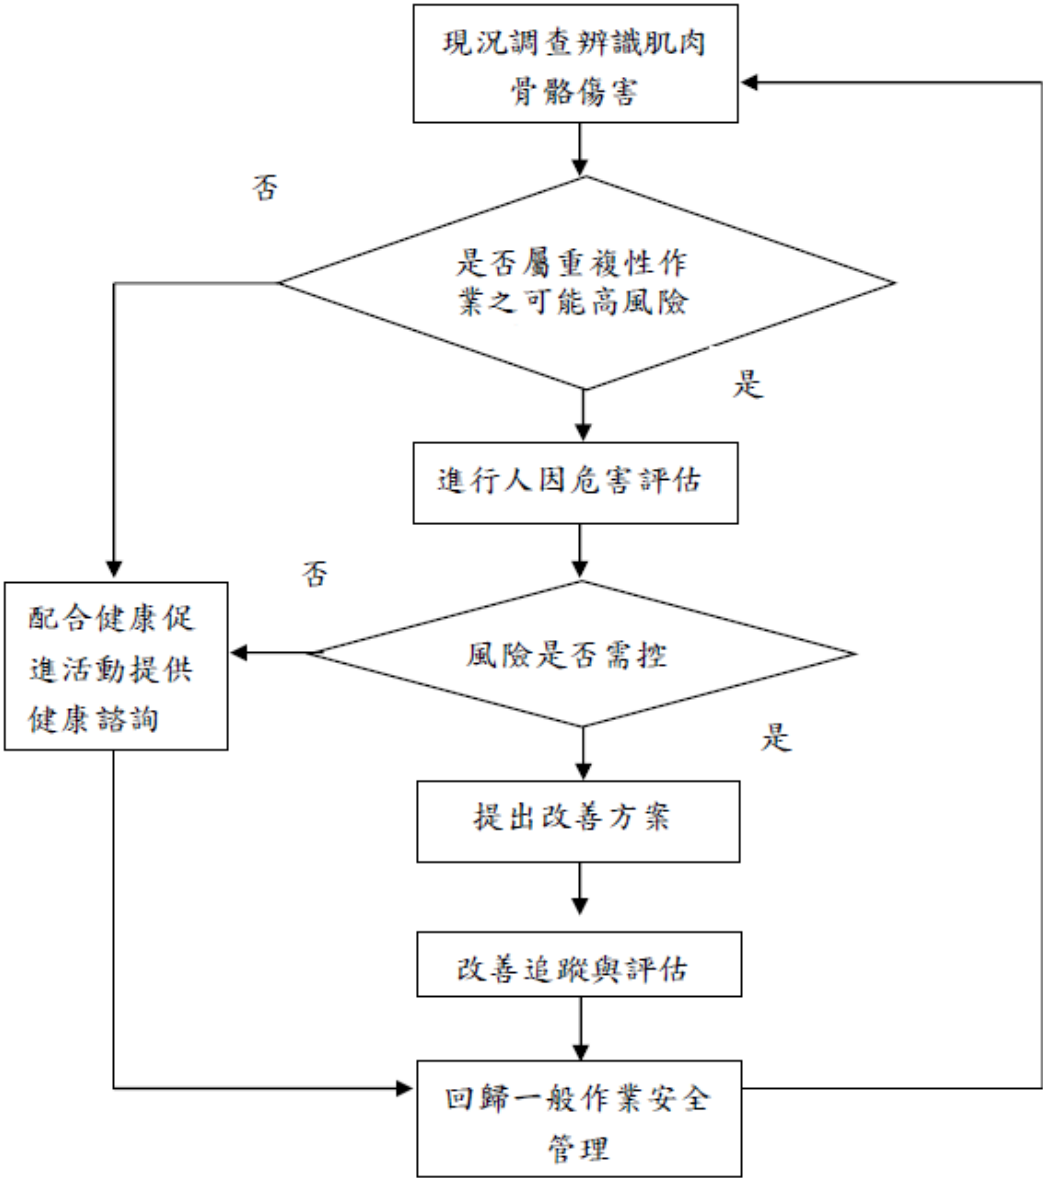 現況調查辨識肌肉
骨骼傷害
否
是否屬重複性作
業之可能高風險
是
進行人因危害評估
否
配合健康促
進活動提供
健康諮詢
風險是否需控
是
提出改善方案
改善追蹤與評估
回歸一般作業安全
管理